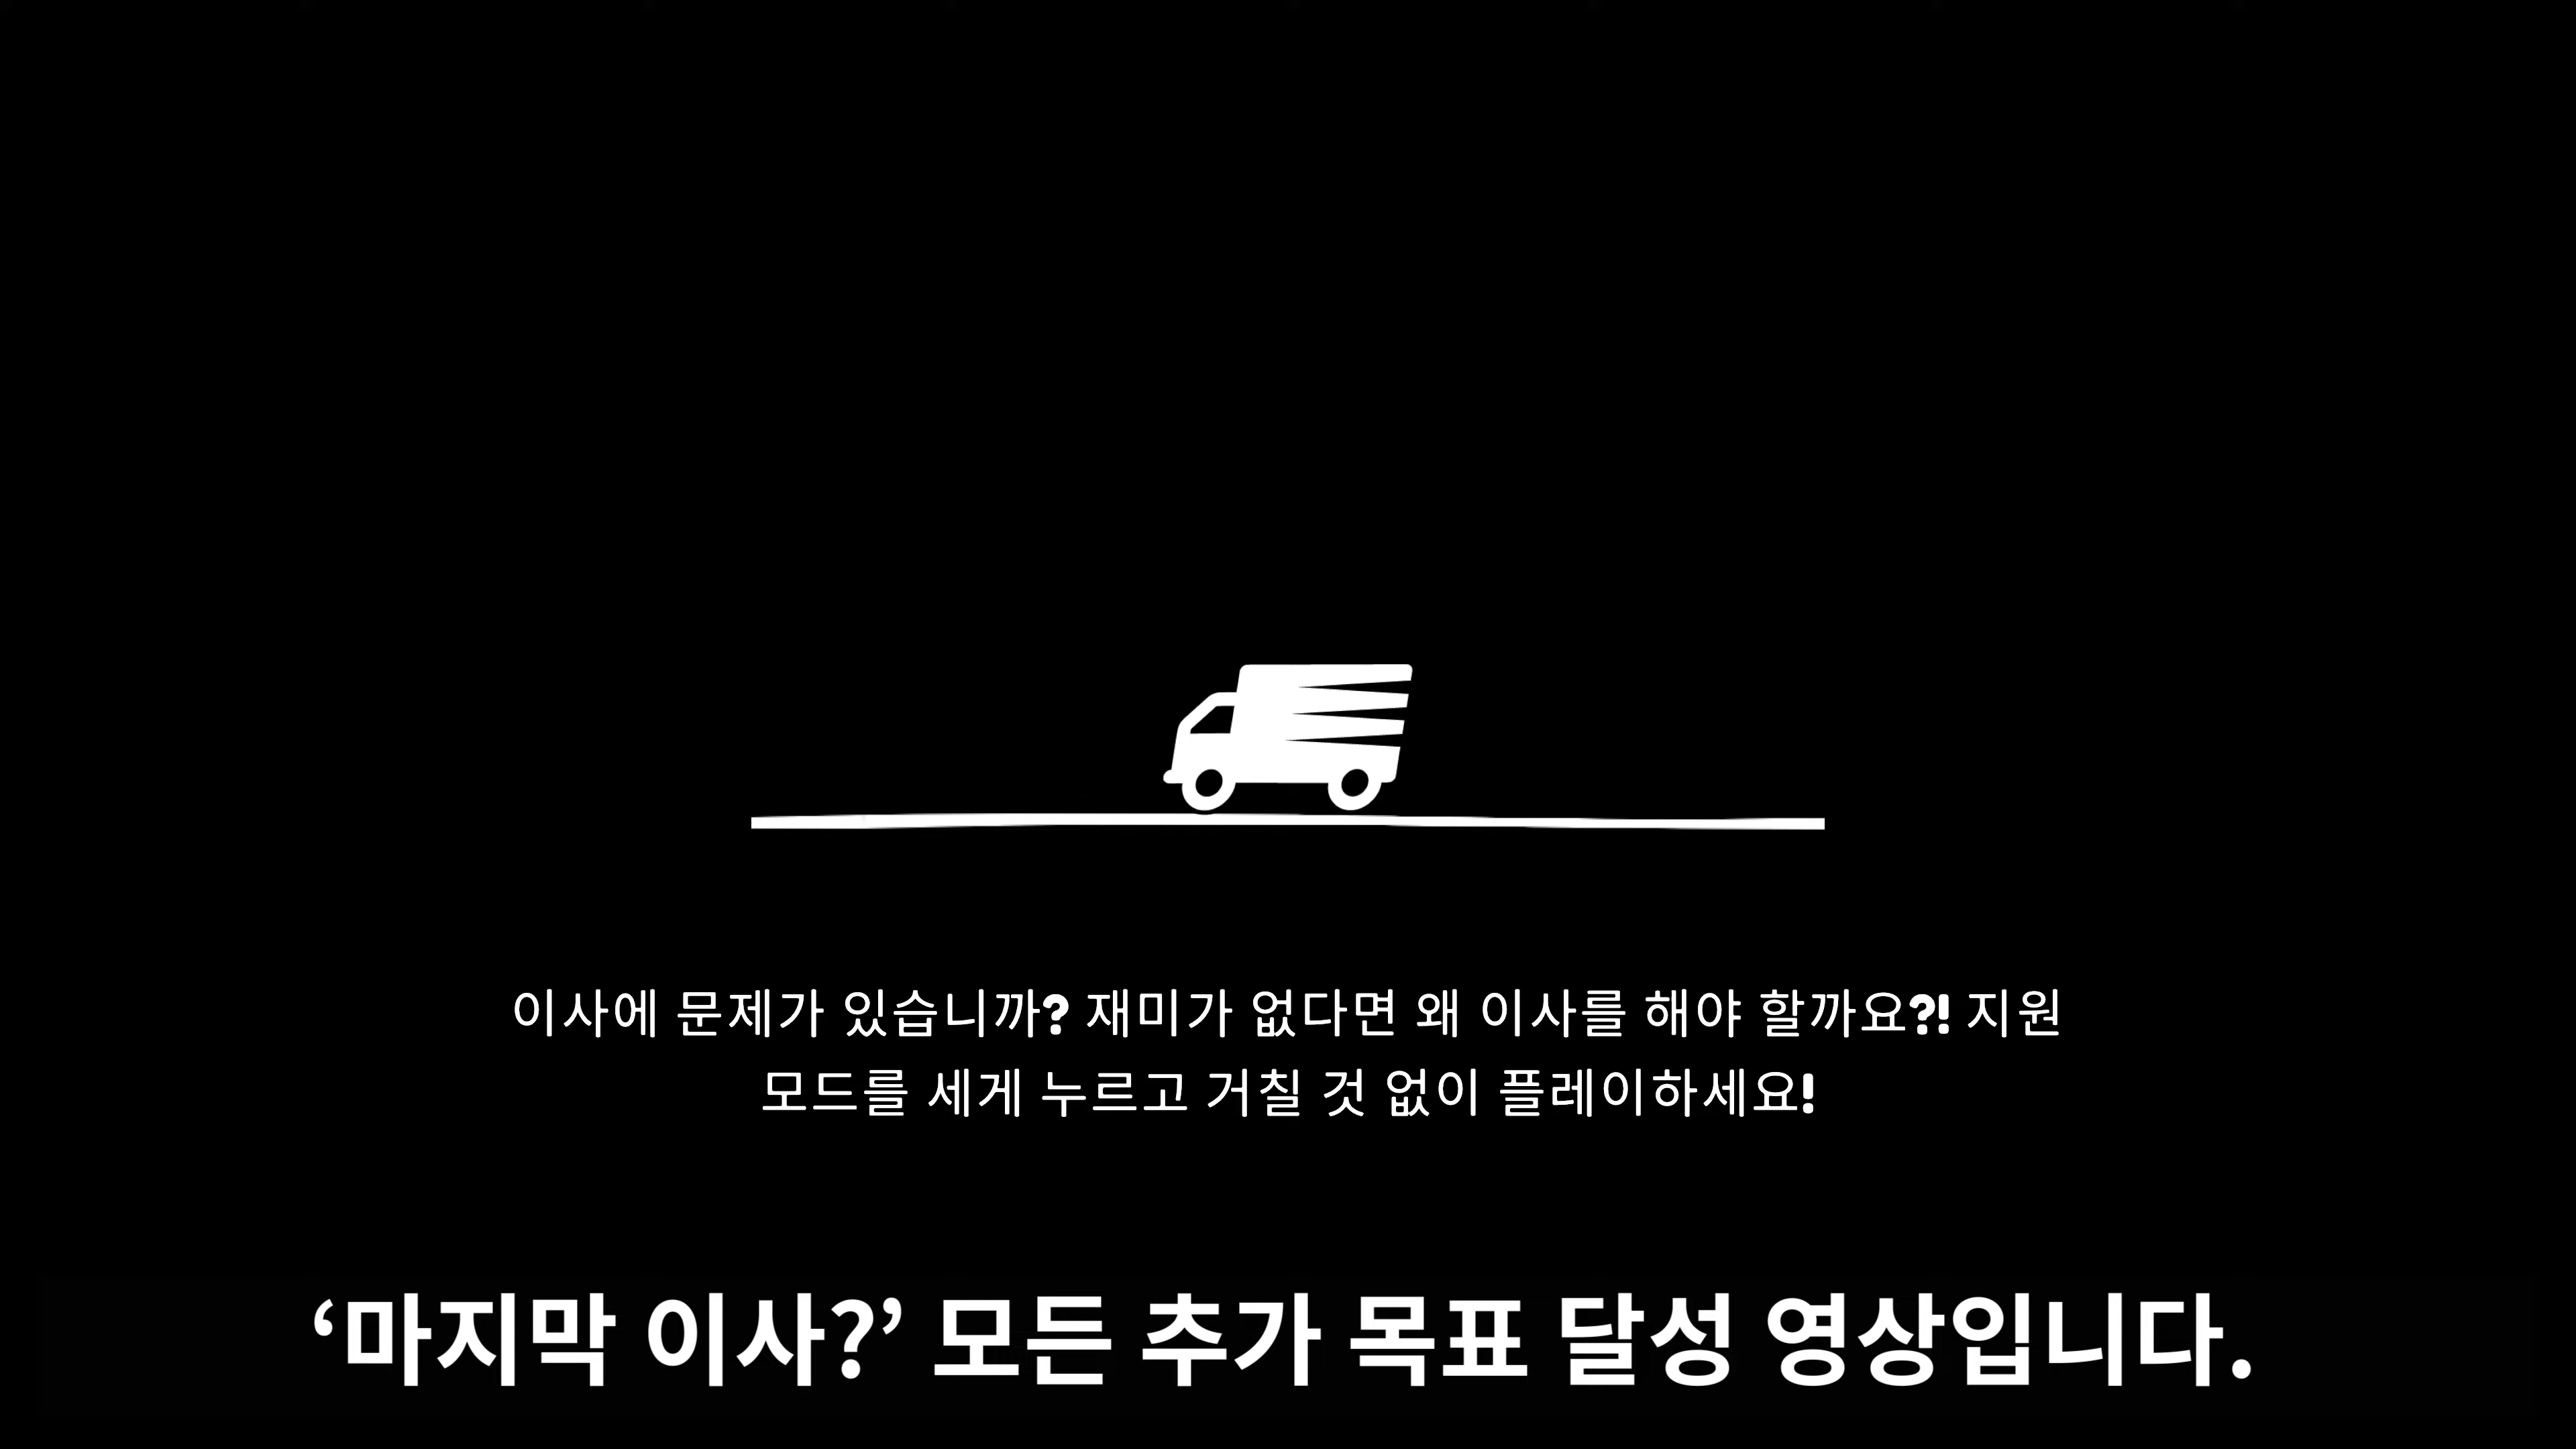 이사에 문제가 있습니까? 재미가 없다면 왜 이사를 해야 할까요?! 지원
모드를 세게 누르고 거칠 것 없이 플레이하세요!
‘마지막 이사?’ 모든 추가 목표 달성 영상입니다.